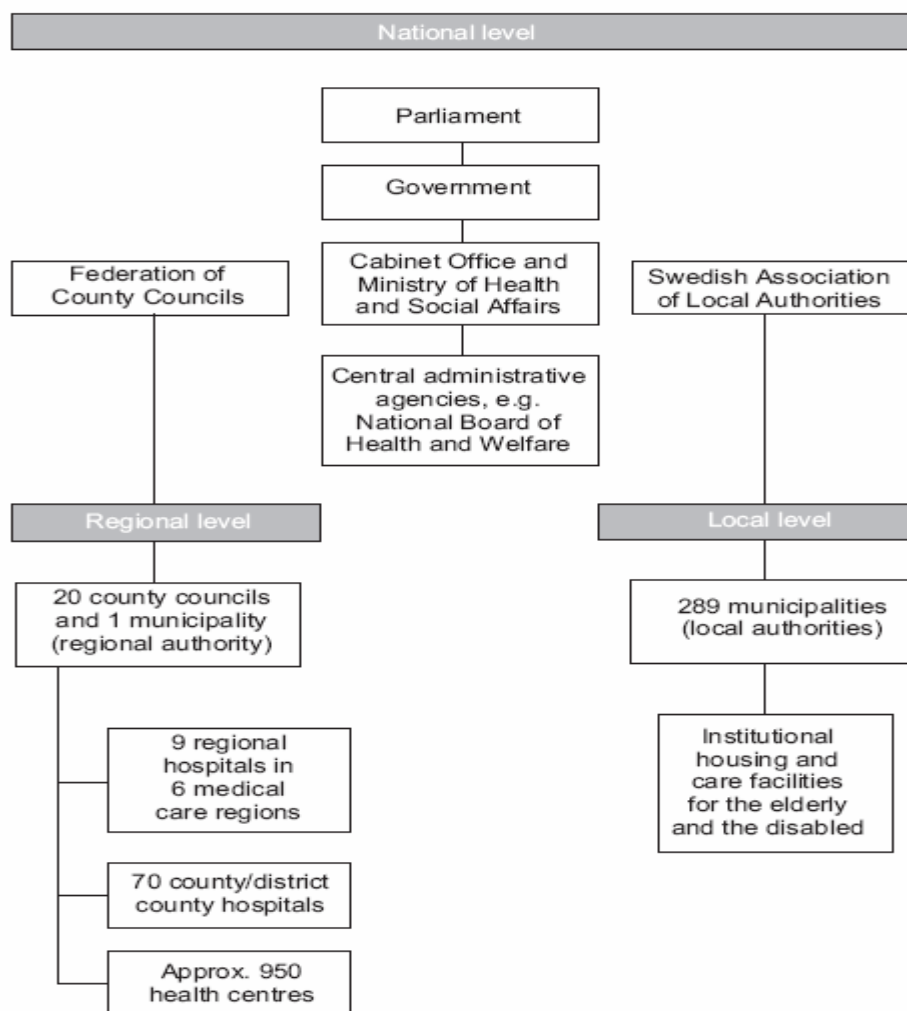 National level
Parliament
Government
Federation of
County Councils
Cabinet Office and
Ministry of Health
and Social Affairs
Swedish Association
of Local Authorities
Central administrative
agencies, e.g.
National Board of
Health and Welfare
Regional level
Local level
20 county councils
and 1 municipality
(regional authority)
289 municipalities
(local authorities)
9 regional
hospitals in
6 medical
care regions
Institutional
housing and
care facilities
for the elderly
and the disabled
70 county/district
county hospitals
Approx. 950
health centres